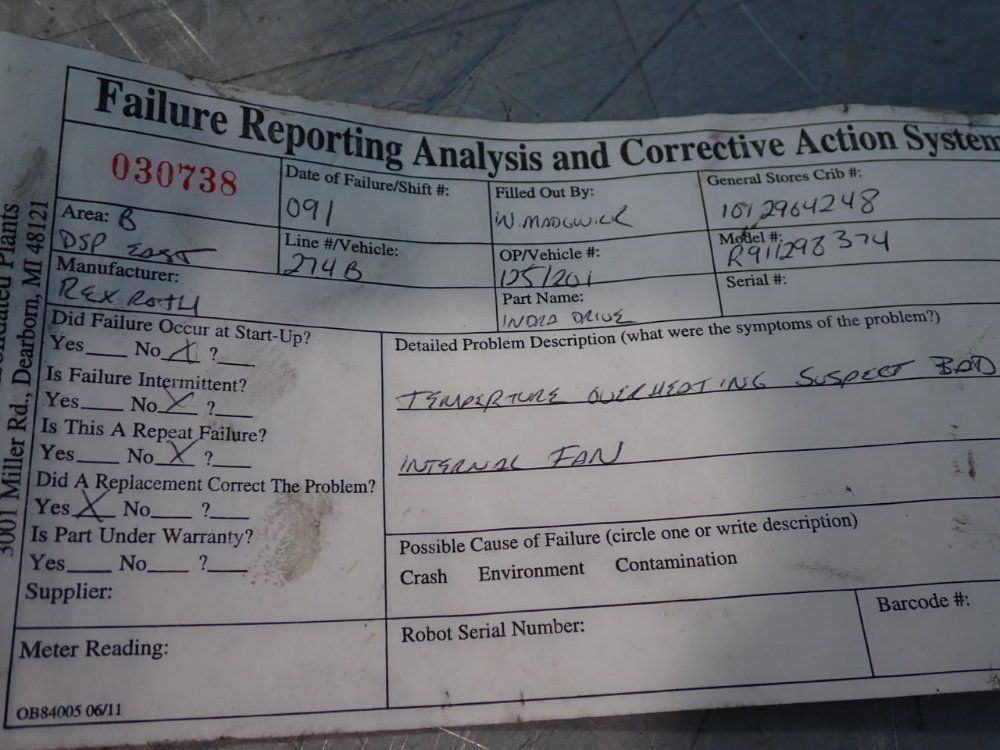 Failure Reporting Analysis and Corrective Action System
030738
Date of Failure/Shift #:
091
Filled Out By:
W. MADGWICK
General Stores Crib #:
1012964248
Area: B
DSP EAST
Line #/Vehicle:
274B
OP/Vehicle #:
125/201
Model #:
R911298374
Manufacturer:
REXROTH
Part Name:
INDRA DRIVE
Serial #:
Did Failure Occur at Start-Up?
Yes No X ?
Is Failure Intermittent?
Yes No X ?
Is This A Repeat Failure?
Yes No X ?
Did A Replacement Correct The Problem?
Yes X No ?
Is Part Under Warranty?
Yes No ?
Supplier:
Detailed Problem Description (what were the symptoms of the problem?)
TEMPERTURE OVERHEATING SUSPECT BAD
INTERNAL FAN
Possible Cause of Failure (circle one or write description)
Crash Environment Contamination
Meter Reading:
Robot Serial Number:
Barcode #:
OB84005 06/11
Plants
3001 Miller Rd., Dearborn, MI 48121